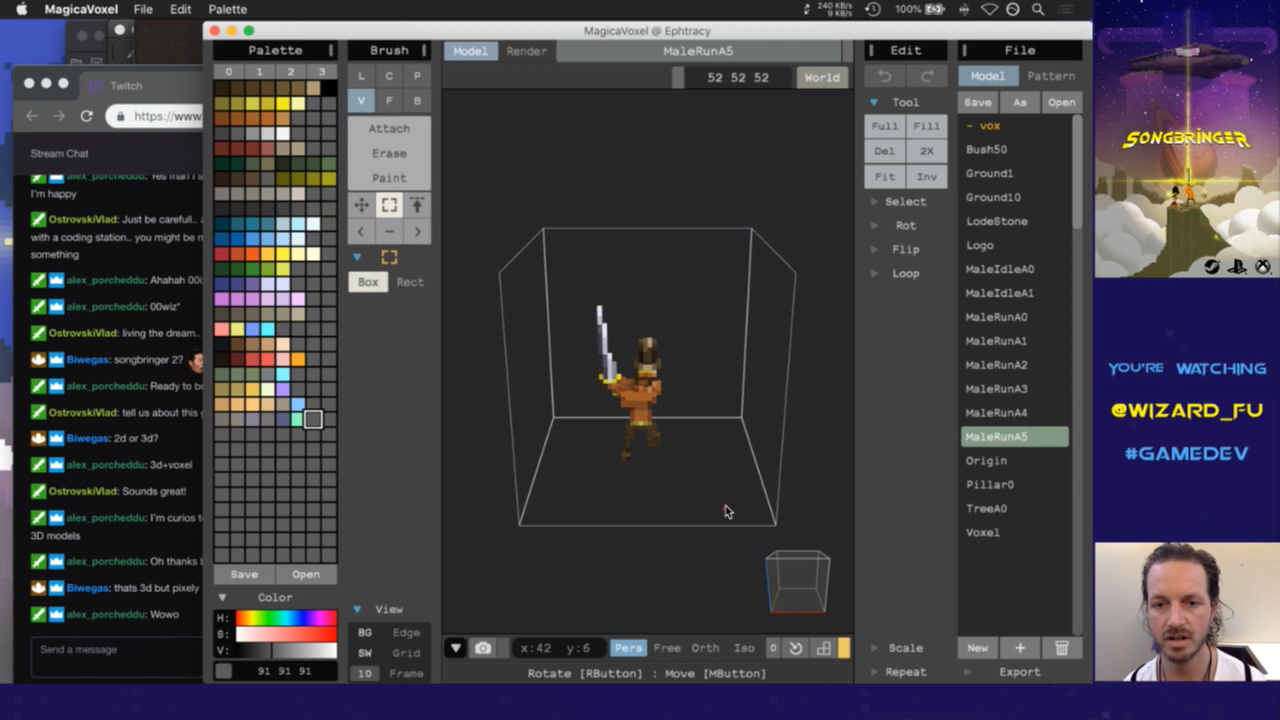 MagicaVoxel File Edit Palette
240 KB/s
9 KB/s
100%
MagicaVoxel @ Ephtracy
Twitch
https://www
Stream Chat
alex_porcheddu: Yes man I s
I'm happy
OstrovskiVlad: Just be careful..
with a coding station.. you might be n
something
alex_porcheddu: Ahahah 00i
alex_porcheddu: 00wiz*
OstrovskiVlad: living the dream..
Biwegas: songbringer 2?
alex_porcheddu: Ready to bu
OstrovskiVlad: tell us about this g
Biwegas: 2d or 3d?
alex_porcheddu: 3d+voxel
OstrovskiVlad: Sounds great!
alex_porcheddu: I'm curios t
3D models
alex_porcheddu: Oh thanks b
Biwegas: thats 3d but pixely
alex_porcheddu: Wowo
Send a message
Palette
0 1 2 3
Save Open
Color
H:
S:
V:
91 91 91
Brush
L C P
V F B
Attach
Erase
Paint
Box Rect
View
BG Edge
SW Grid
10 Frame
Model Render MaleRunA5
52 52 52 World
x:42 y:6 Pers Free Orth Iso 0
Rotate [RButton] : Move [MButton]
Edit
Tool
Full Fill
Del 2X
Fit Inv
Select
Rot
Flip
Loop
Scale
Repeat
File
Model Pattern
Save As Open
- vox
Bush50
Ground1
Ground10
LodeStone
Logo
MaleIdleA0
MaleIdleA1
MaleRunA0
MaleRunA1
MaleRunA2
MaleRunA3
MaleRunA4
MaleRunA5
Origin
Pillar0
TreeA0
Voxel
New +
Export
SONGBRINGER
YOU'RE WATCHING
@WIZARD_FU
#GAMEDEV